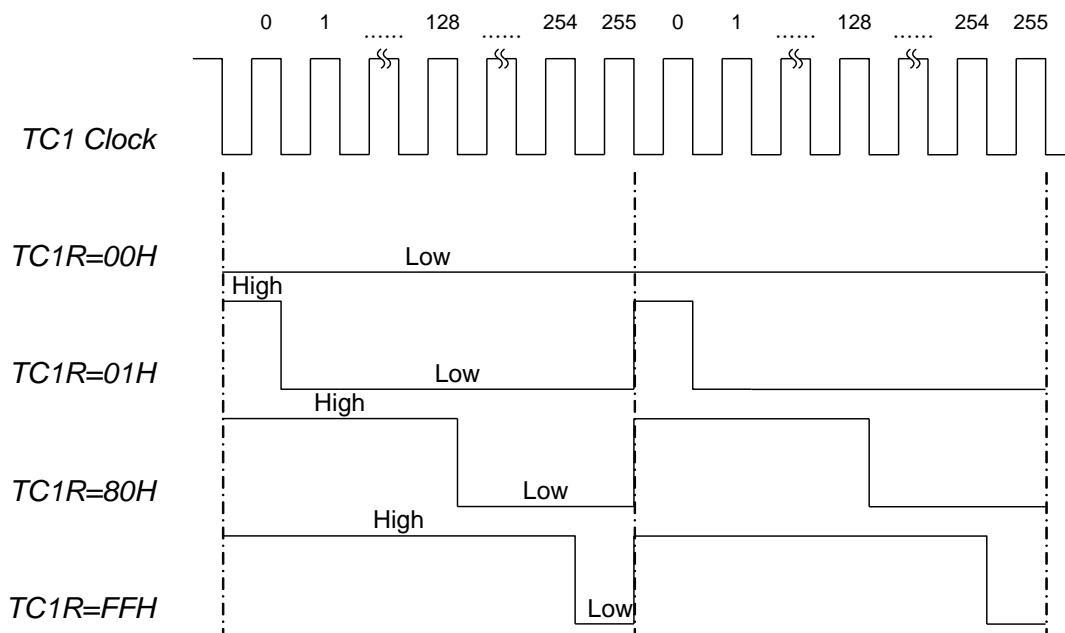 0 1 ...... 128 ...... 254 255 0 1 ...... 128 ...... 254 255
TC1 Clock
TC1R=00H
Low
High
TC1R=01H
Low
High
TC1R=80H
Low
High
TC1R=FFH
Low